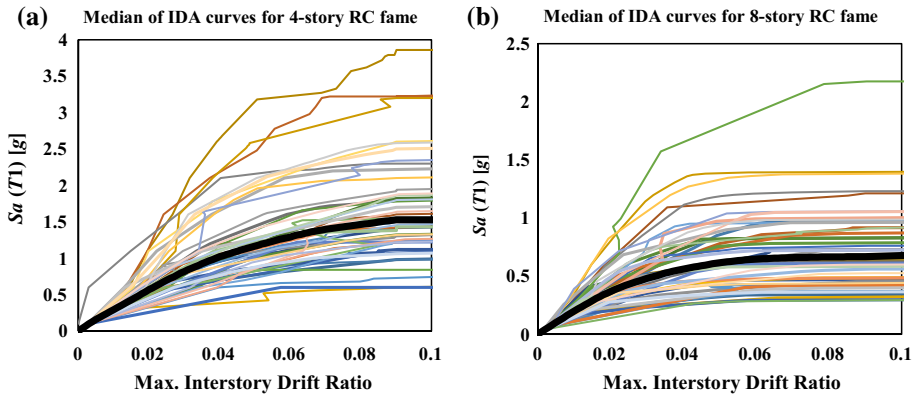 (a) Median of IDA curves for 4-story RC fame
4
3.5
3
2.5
2
1.5
1
0.5
0
Sa (T1) [g]
0 0.02 0.04 0.06 0.08 0.1
Max. Interstory Drift Ratio
(b) Median of IDA curves for 8-story RC fame
2.5
2
1.5
1
0.5
0
Sa (T1) [g]
0 0.02 0.04 0.06 0.08 0.1
Max. Interstory Drift Ratio